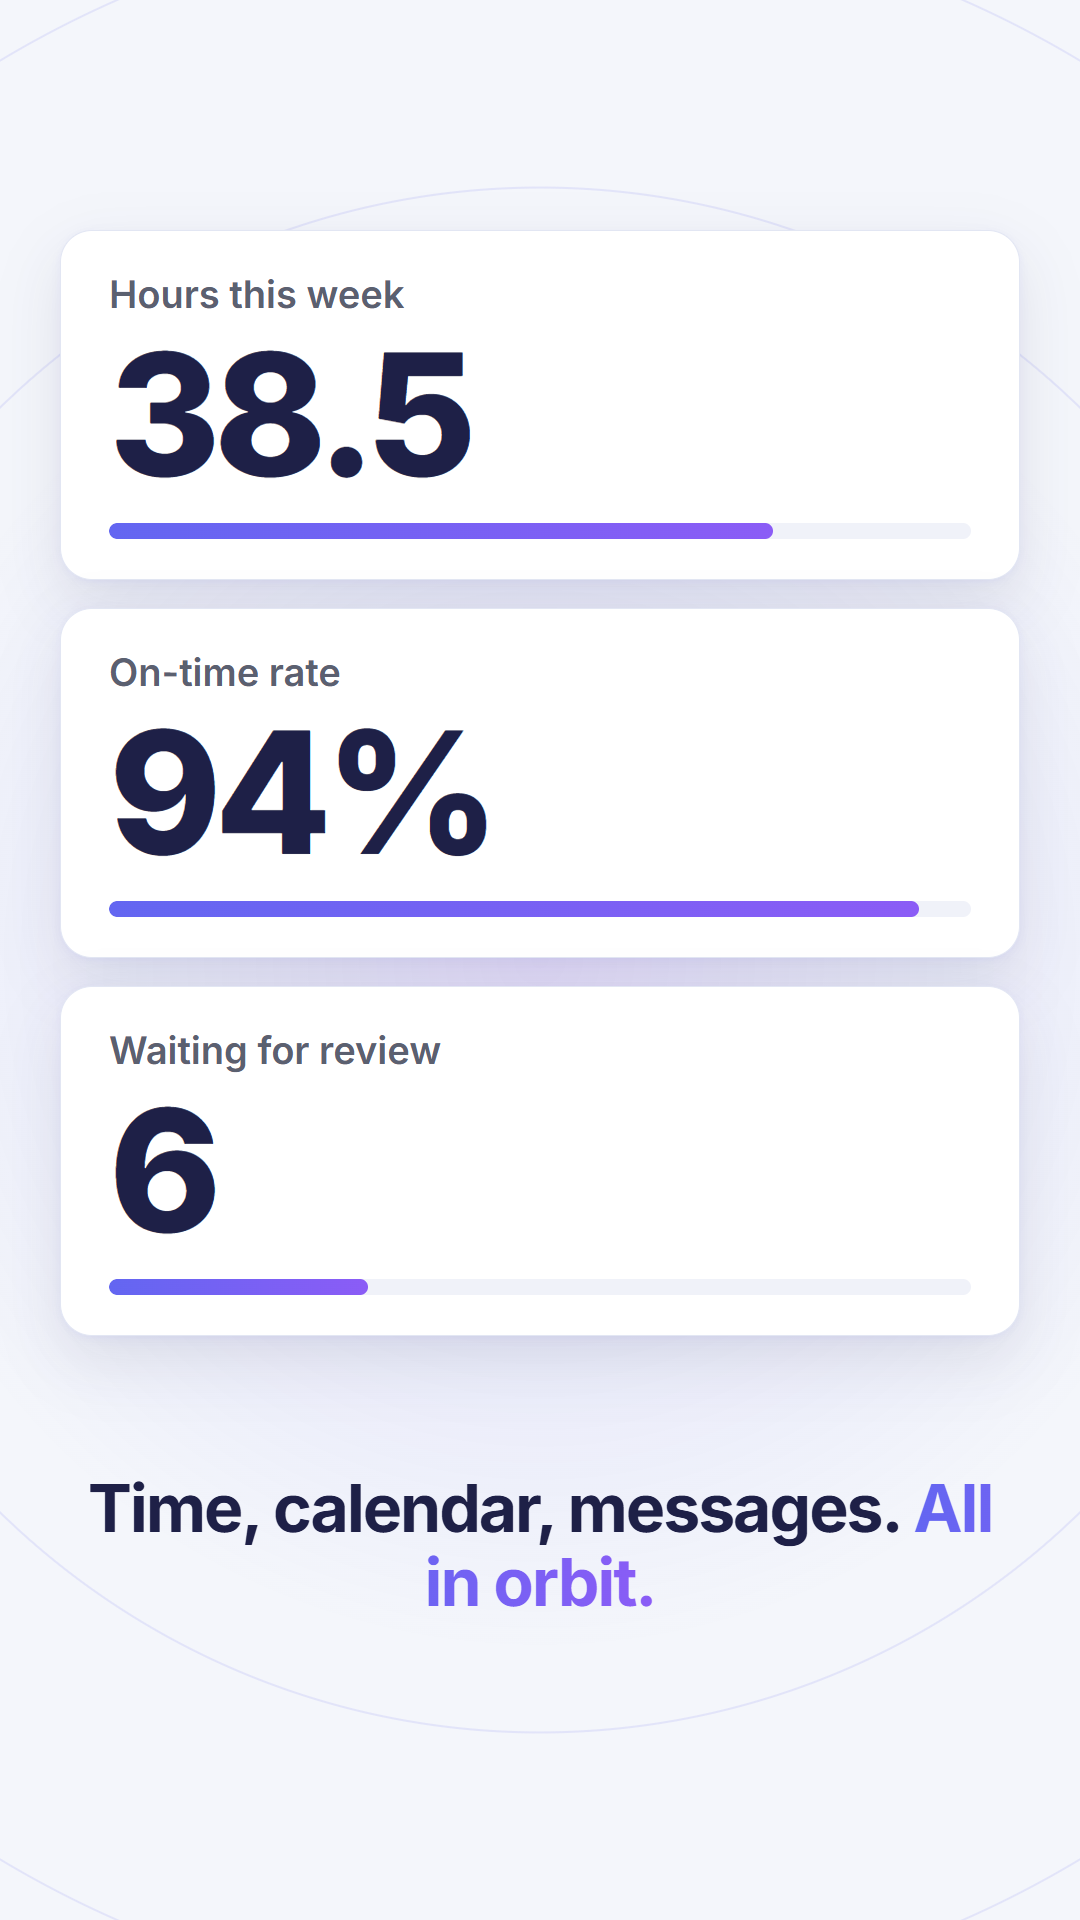 Hours this week
38.5
On-time rate
94%
Waiting for review
6
Time, calendar, messages. All
in orbit.